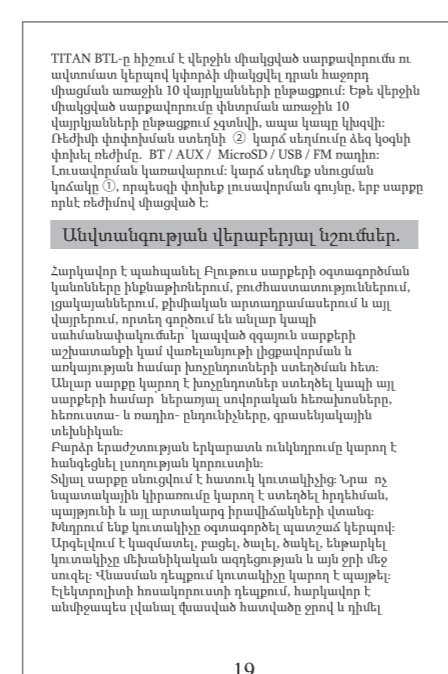 TITAN BTL-ը հիշում է վերջին միակցված սարքավորումն ու
ավտոմատ կերպով կփորձի միակցվել դրան հաջորդ
միացման առաջին 10 վայրկյանների ընթացքում: Եթե վերջին
միակցված սարքավորումը փնտրման առաջին 10
վայրկյանների ընթացքում չգտնվի, ապա կապը կխզվի:
Ռեժիմի փոփոխման ստեղնի ② կարճ սեղմումը ձեզ կօգնի
փոխել ռեժիմը. BT / AUX / MicroSD / USB / FM ռադիո:
Լուսավորման կառավարում: կարճ սեղմեք սնուցման
կոճակը ①, որպեսզի փոխեք լուսավորման գույնը, երբ սարքը
որևէ ռեժիմով միացված է:
Անվտանգության վերաբերյալ նշումներ.
Հարկավոր է պահպանել Բլութուս սարքերի օգտագործման
կանոնները ինքնաթիռներում, բուժհաստատություններում,
լցակայաններում, քիմիական արտադրամասերում և այլ
վայրերում, որտեղ գործում են անլար կապի
սահմանափակումներ՝ կապված զգայուն սարքերի
աշխատանքի կամ վառելանյութի լիցքավորման և
առկայության համար խոչընդոտների ստեղծման հետ:
Անլար սարքը կարող է խոչընդոտներ ստեղծել կապի այլ
սարքերի համար՝ ներառյալ սովորական հեռախոսները,
հեռուստա- և ռադիո- ընդունիչները, գրասենյակային
տեխնիկան:
Բարձր երաժշտության երկարատև ունկնդրումը կարող է
հանգեցնել լսողության կորուստին:
Տվյալ սարքը սնուցվում է հատուկ կուտակիչից: Նրա ոչ
նպատակային կիրառումը կարող է ստեղծել հրդեհման,
պայթյունի և այլ արտակարգ իրավիճակների վտանգ:
Խնդրում ենք կուտակիչը օգտագործել պատշաճ կերպով:
Արգելվում է կազմատել, բացել, ծալել, ծակել, ենթարկել
կուտակիչը մեխանիկական ազդեցության և այն ջրի մեջ
սուզել: Վնասման դեպքում կուտակիչը կարող է պայթել:
Էլեկտրոլիտի հոսակորուստի դեպքում, հարկավոր է
անմիջապես լվանալ վնասված հատվածը ջրով և դիմել
19